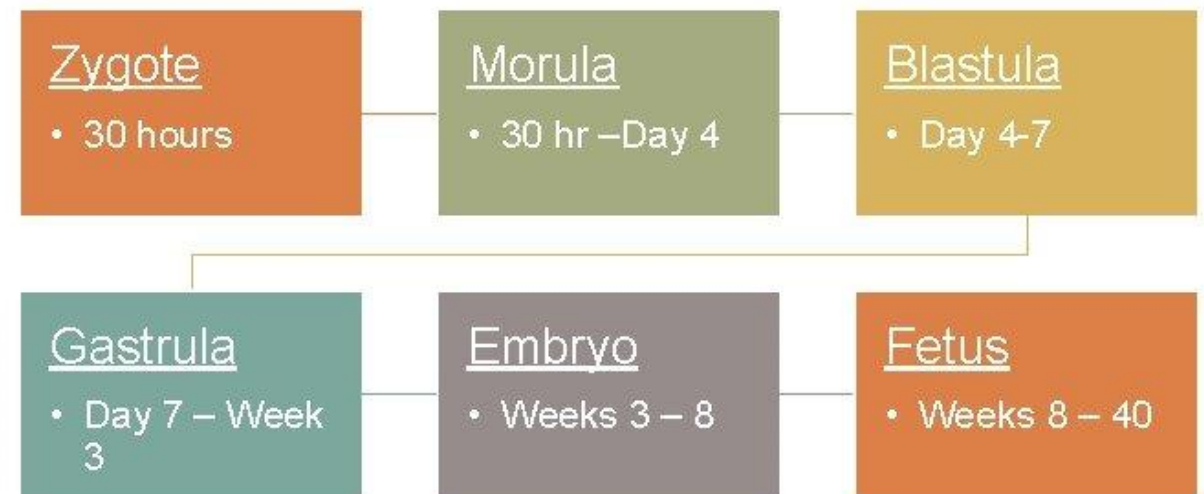 Zygote
• 30 hours
Morula
• 30 hr –Day 4
Blastula
• Day 4-7
Gastrula
• Day 7 – Week
3
Embryo
• Weeks 3 – 8
Fetus
• Weeks 8 – 40